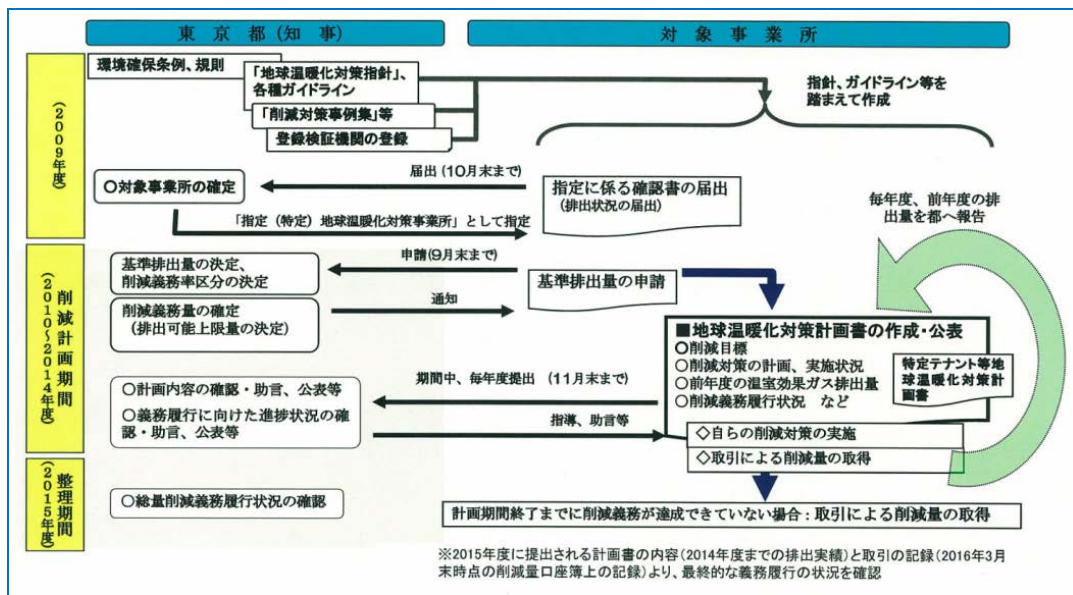 東京都(知事)
対象事業所
(2009年度)
環境確保条例、規則
「地球温暖化対策指針」、
各種ガイドライン
「削減対策事例集」等
登録検証機関の登録
指針、ガイドライン等を
踏まえて作成
届出(10月末まで)
○対象事業所の確定
指定に係る確認書の届出
(排出状況の届出)
「指定(特定)地球温暖化対策事業所」として指定
毎年度、前年度の排
出量を都へ報告
削減計画期間
(2010~2014年度)
申請(9月末まで)
基準排出量の決定、
削減義務率区分の決定
基準排出量の申請
通知
削減義務量の確定
(排出可能上限量の決定)
■地球温暖化対策計画書の作成・公表
○削減目標
○削減対策の計画、実施状況
○前年度の温室効果ガス排出量
○削減義務履行状況 など
特定テナント等地
球温暖化対策計
画書
期間中、毎年度提出 (11月末まで)
○計画内容の確認・助言、公表等
○義務履行に向けた進捗状況の確
認・助言、公表等
指導、助言等
◇自らの削減対策の実施
◇取引による削減量の取得
整理期間
(2015年度)
○総量削減義務履行状況の確認
計画期間終了までに削減義務が達成できていない場合:取引による削減量の取得
※2015年度に提出される計画書の内容(2014年度までの排出実績)と取引の記録(2016年3月
末時点の削減量口座簿上の記録)より、最終的な義務履行の状況を確認